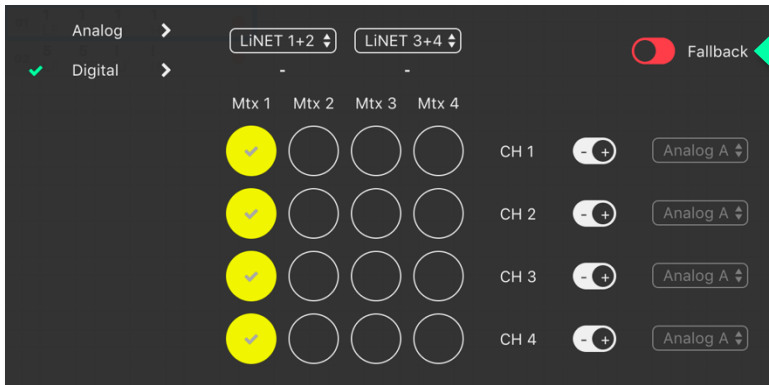 Analog
Digital
LiNET 1+2 LiNET 3+4
- -
Mtx 1 Mtx 2 Mtx 3 Mtx 4
Fallback
CH 1 - + Analog A
CH 2 - + Analog A
CH 3 - + Analog A
CH 4 - + Analog A